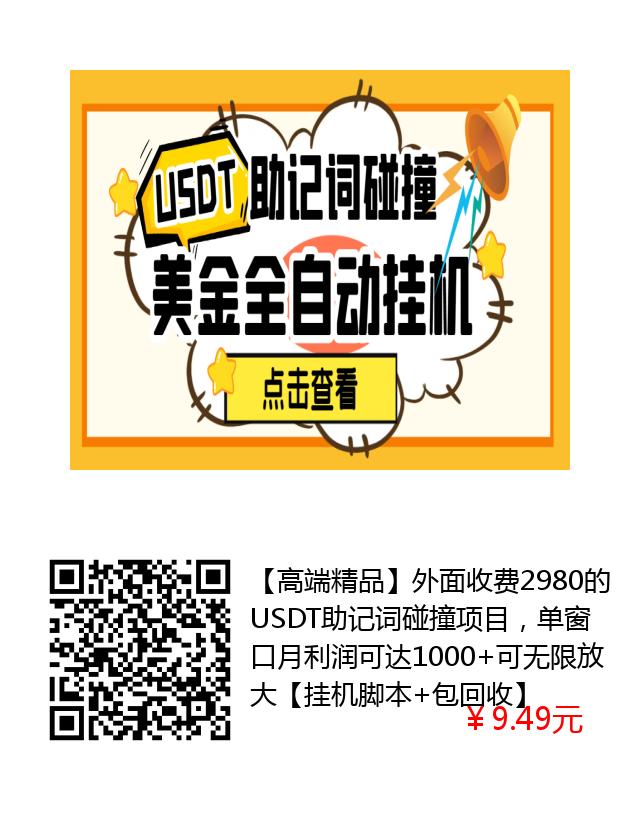 USDT助记词碰撞
美金全自动挂机
点击查看
【高端精品】外面收费2980的
USDT助记词碰撞项目，单窗
口月利润可达1000+可无限放
大【挂机脚本+包回收】
￥9.49元